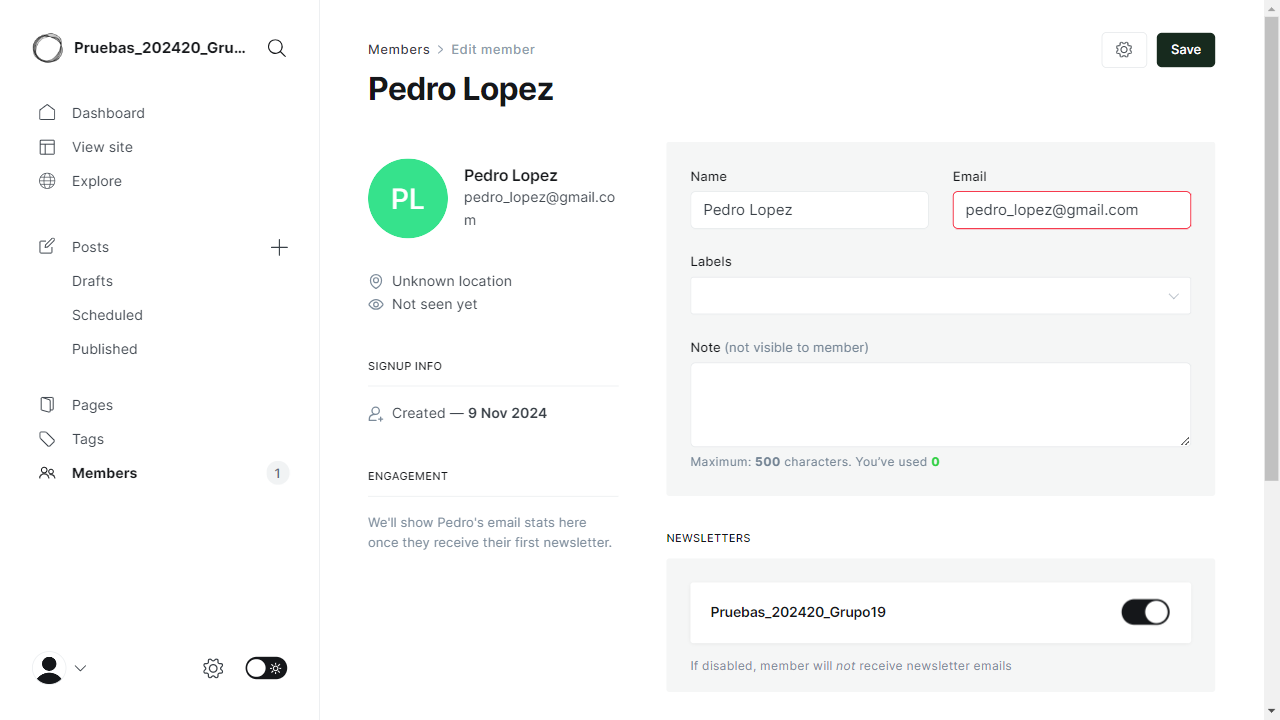 Pruebas_202420_Gru...
Dashboard
View site
Explore
Posts
Drafts
Scheduled
Published
Pages
Tags
Members
1
Members
Edit member
Save
Pedro Lopez
PL
Pedro Lopez
pedro_lopez@gmail.co
m
Unknown location
Not seen yet
SIGNUP INFO
Created — 9 Nov 2024
ENGAGEMENT
We'll show Pedro's email stats here
once they receive their first newsletter.
Name
Pedro Lopez
Email
pedro_lopez@gmail.com
Labels
Note (not visible to member)
Maximum: 500 characters. You've used 0
NEWSLETTERS
Pruebas_202420_Grupo19
If disabled, member will not receive newsletter emails